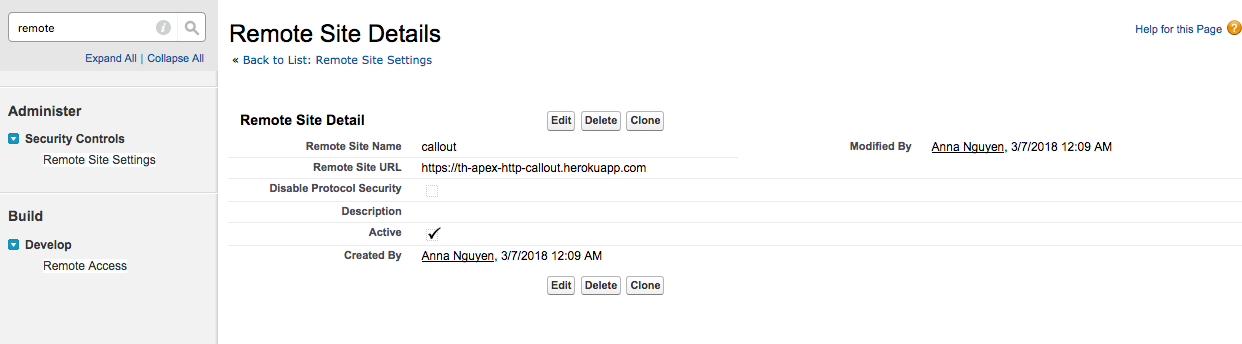 remote
Expand All | Collapse All
Administer
Security Controls
Remote Site Settings
Build
Develop
Remote Access
Remote Site Details
Help for this Page ?
« Back to List: Remote Site Settings
Remote Site Detail
Edit Delete Clone
Remote Site Name callout Modified By Anna Nguyen, 3/7/2018 12:09 AM
Remote Site URL https://th-apex-http-callout.herokuapp.com
Disable Protocol Security
Description
Active
Created By Anna Nguyen, 3/7/2018 12:09 AM
Edit Delete Clone